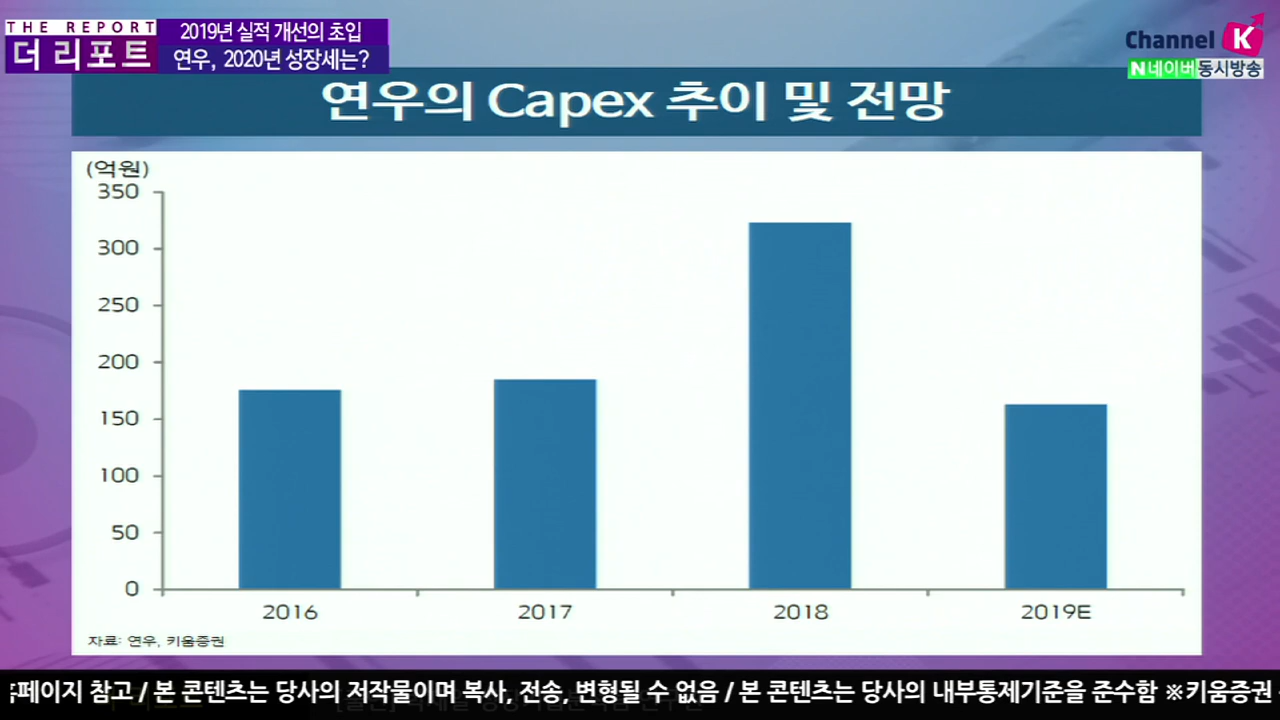 THE REPORT
더 리포트
2019년 실적 개선의 초입
연우, 2020년 성장세는?
Channel K
N 네이버 동시방송
연우의 Capex 추이 및 전망
(억원)
350
300
250
200
150
100
50
0
2016 2017 2018 2019E
자료: 연우, 키움증권
페이지 참고 / 본 콘텐츠는 당사의 저작물이며 복사, 전송, 변형될 수 없음 / 본 콘텐츠는 당사의 내부통제기준을 준수함 ※키움증권